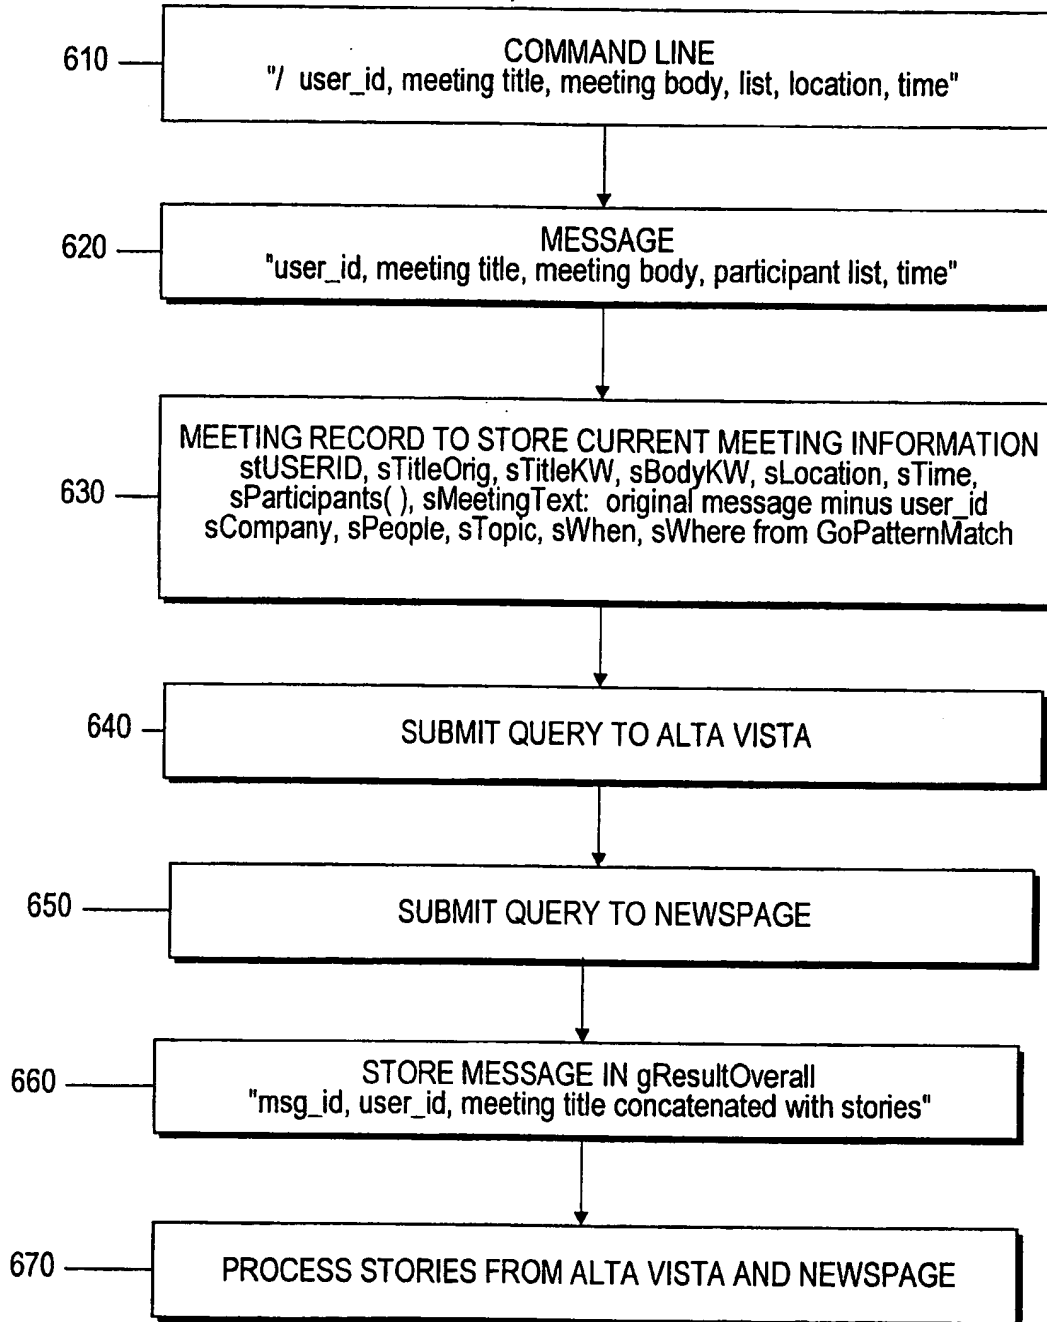 610
COMMAND LINE
"/ user_id, meeting title, meeting body, list, location, time"
620
MESSAGE
"user_id, meeting title, meeting body, participant list, time"
630
MEETING RECORD TO STORE CURRENT MEETING INFORMATION
stUSERID, sTitleOrig, sTitleKW, sBodyKW, sLocation, sTime,
sParticipants( ), sMeetingText: original message minus user_id
sCompany, sPeople, sTopic, sWhen, sWhere from GoPatternMatch
640
SUBMIT QUERY TO ALTA VISTA
650
SUBMIT QUERY TO NEWSPAGE
660
STORE MESSAGE IN gResultOverall
"msg_id, user_id, meeting title concatenated with stories"
670
PROCESS STORIES FROM ALTA VISTA AND NEWSPAGE